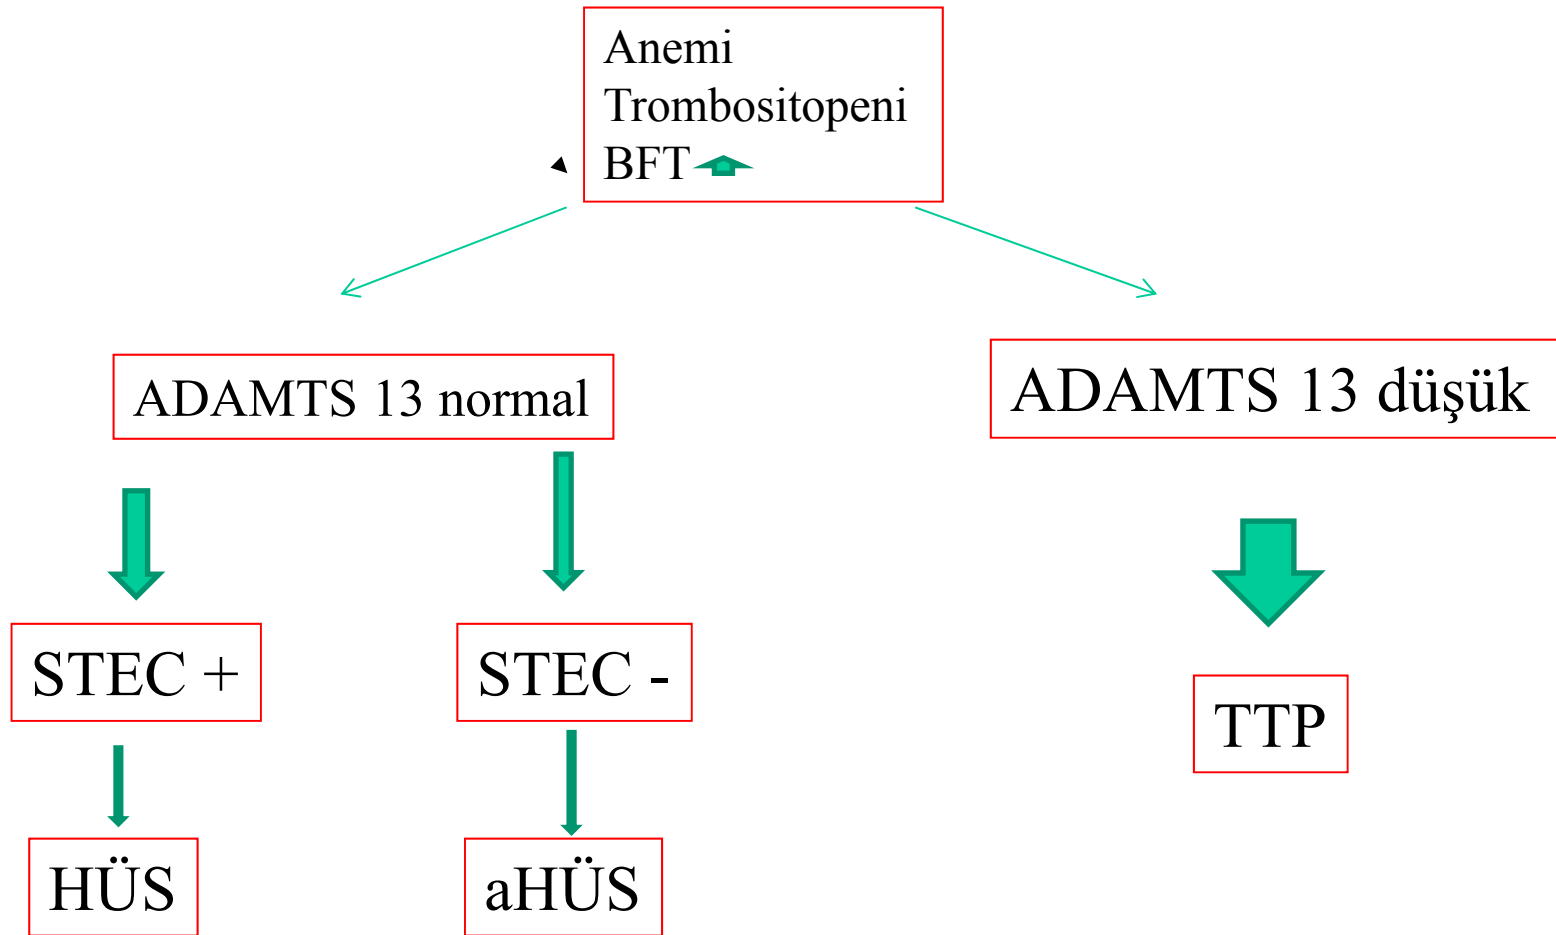 Anemi
Trombositopeni
BFT
ADAMTS 13 normal
ADAMTS 13 düşük
STEC +
STEC -
TTP
HÜS
aHÜS